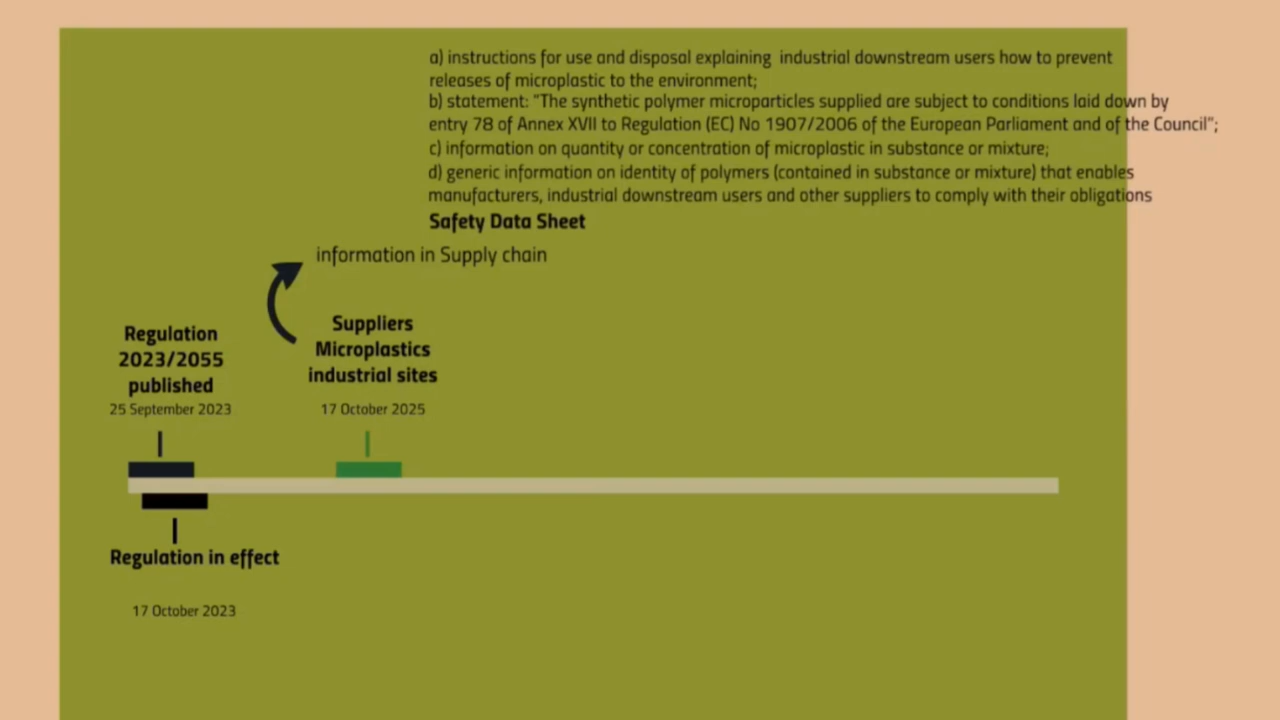 a) instructions for use and disposal explaining industrial downstream users how to prevent
releases of microplastic to the environment;
b) statement: "The synthetic polymer microparticles supplied are subject to conditions laid down by
entry 78 of Annex XVII to Regulation (EC) No 1907/2006 of the European Parliament and of the Council";
c) information on quantity or concentration of microplastic in substance or mixture;
d) generic information on identity of polymers (contained in substance or mixture) that enables
manufacturers, industrial downstream users and other suppliers to comply with their obligations
Safety Data Sheet
information in Supply chain
Regulation
2023/2055
published
25 September 2023
Suppliers
Microplastics
industrial sites
17 October 2025
Regulation in effect
17 October 2023